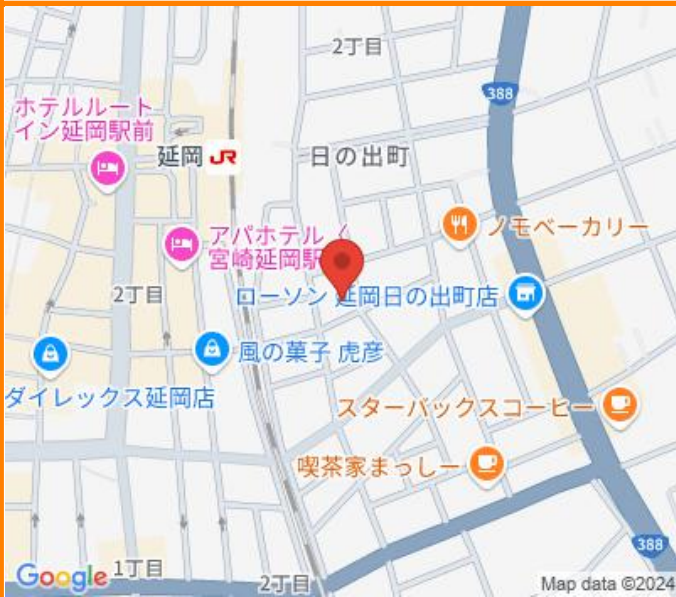 2丁目
388
ホテルルート
イン延岡駅前
延岡 JR
日の出町
ノモベーカリー
アパホテル〈
宮崎延岡駅
2丁目
ローソン 延岡日の出町店
風の菓子 虎彦
ダイレックス延岡店
スターバックスコーヒー
喫茶家まっしー
388
Google
1丁目
2丁目
Map data ©2024